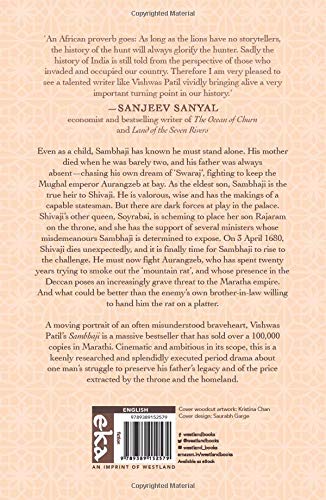 'An African proverb goes: As long as the lions have no storytellers,
the history of the hunt will always glorify the hunter. Sadly the
history of India is still told from the perspective of those who
invaded and occupied our country. Therefore I am very pleased to
see a talented writer like Vishwas Patil vividly bringing alive a
very important turning point in our history.'
—SANJEEV SANYAL
economist and bestselling writer of The Ocean of Churn
and Land of the Seven Rivers
Even as a child, Sambhaji has known he must stand alone. His mother
died when he was barely two, and his father was always
absent—chasing his own dream of 'Swaraj', fighting to keep the
Mughal emperor Aurangzeb at bay. As the eldest son, Sambhaji is the
true heir to Shivaji. He is valorous, wise and has the makings of a
capable statesman. But there are dark forces at play in the palace.
Shivaji's other queen, Soyrabai, is scheming to place her son Rajaram
on the throne, and she has the support of several ministers whose
misdemeanours Sambhaji is determined to expose. On 3 April 1680,
Shivaji dies unexpectedly, and it is finally time for Sambhaji to rise to
the challenge. He must now fight Aurangzeb, who has spent twenty
years trying to smoke out the 'mountain rat', and whose presence in the
Deccan poses an increasingly grave threat to the Maratha empire.
And what could be better than the enemy's own brother-in-law willing
to hand him the rat on a platter.
A moving portrait of an often misunderstood braveheart, Vishwas
Patil's Sambhaji is a massive bestseller that has sold over a 100,000
copies in Marathi. Cinematic and ambitious in its scope, this is a
keenly researched and splendidly executed period drama about
one man's struggle to preserve his father's legacy and of the price
extracted by the throne and the homeland.
eka
ENGLISH
9789389152579
9789389152579
AN IMPRINT OF WESTLAND
Cover woodcut artwork: Kristina Chan
Cover design: Saurabh Garge
westlandbooks
@westlandbooks
westland_books
amazon.in/westlandbooks
Available as eBook